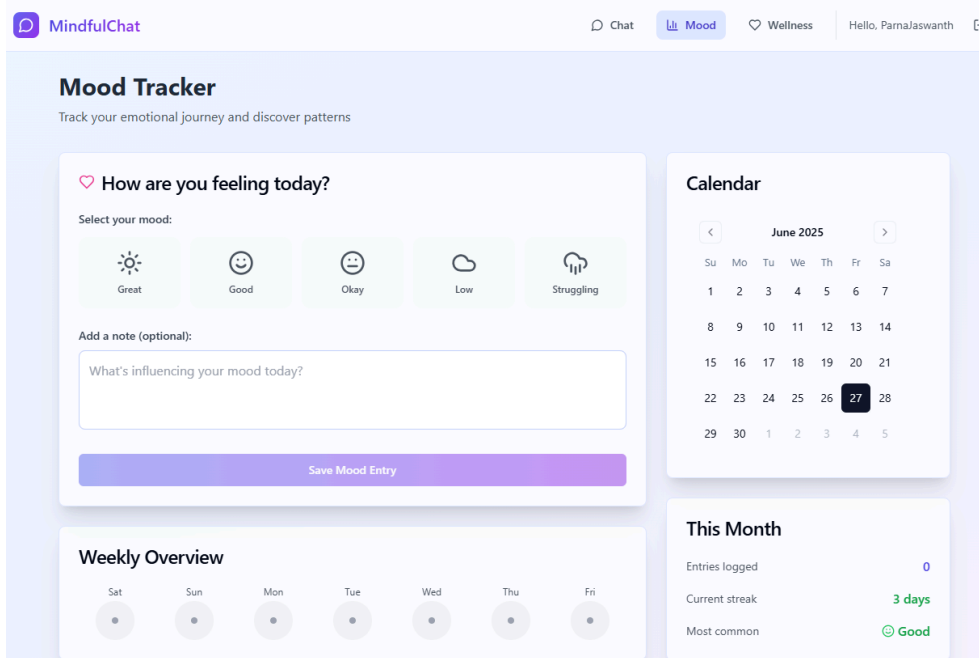 MindfulChat
Chat
Mood
Wellness
Hello, ParnaJaswanth
Mood Tracker
Track your emotional journey and discover patterns
How are you feeling today?
Select your mood:
Great
Good
Okay
Low
Struggling
Add a note (optional):
What's influencing your mood today?
Save Mood Entry
Calendar
June 2025
Su Mo Tu We Th Fr Sa
1 2 3 4 5 6 7
8 9 10 11 12 13 14
15 16 17 18 19 20 21
22 23 24 25 26 27 28
29 30 1 2 3 4 5
Weekly Overview
Sat Sun Mon Tue Wed Thu Fri
This Month
Entries logged 0
Current streak 3 days
Most common Good